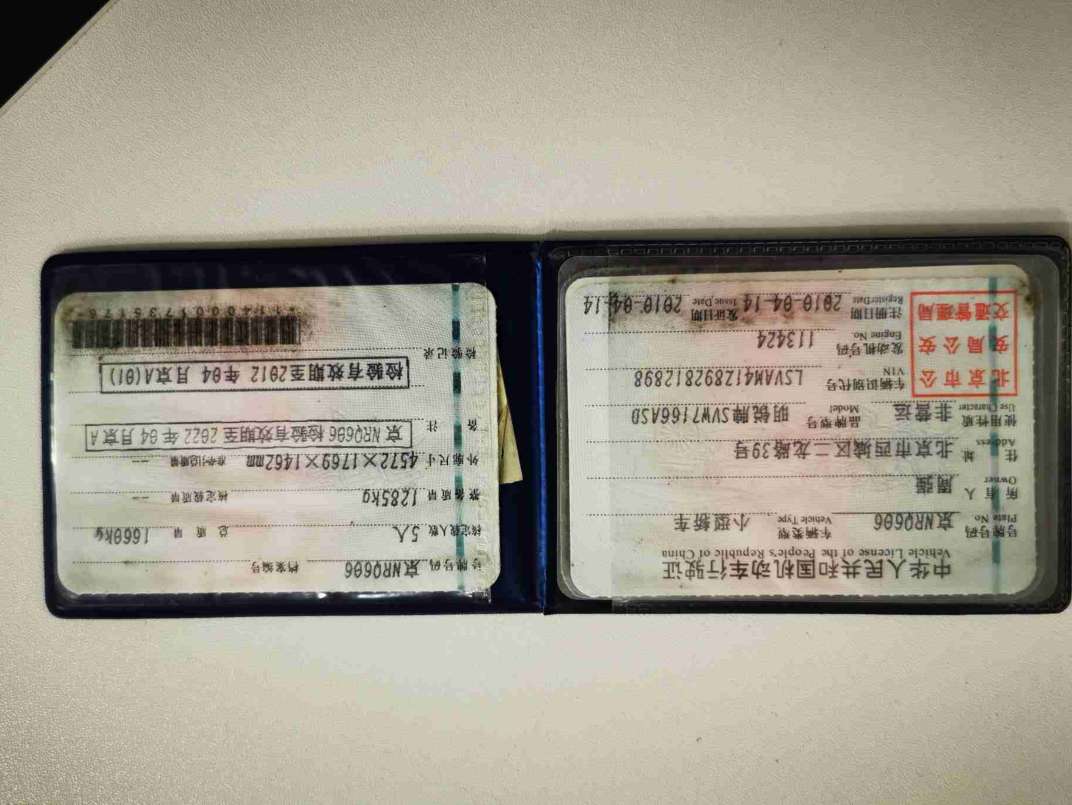 中华人民共和国机动车行驶证
Vehicle License of the People's Republic of China
号牌号码 京NRQ606 车辆类型 小型轿车
Plate No. Vehicle Type
所有人 周强
Owner
住址 北京市西城区二龙路39号
Address
使用性质 非营运 品牌型号 明锐牌SVW7166ASD
Use Character Model
北京市公
安局公安
交通管理局
车辆识别代号 LSVAM412892812898
VIN
发动机号码 113424
Engine No.
注册日期 2010-04-14 发证日期 2010-04-14
Register Date Issue Date
号牌号码 京NRQ606 档案编号
核定载人数 5人 总质量 1660kg
整备质量 1285kg 核定载质量 --
外廓尺寸 4572×1769×1462mm 准牵引总质量 --
备注 京NRQ606 检验有效期至2022年04月京A
检验有效期至2012年04月京A(01)
检验记录